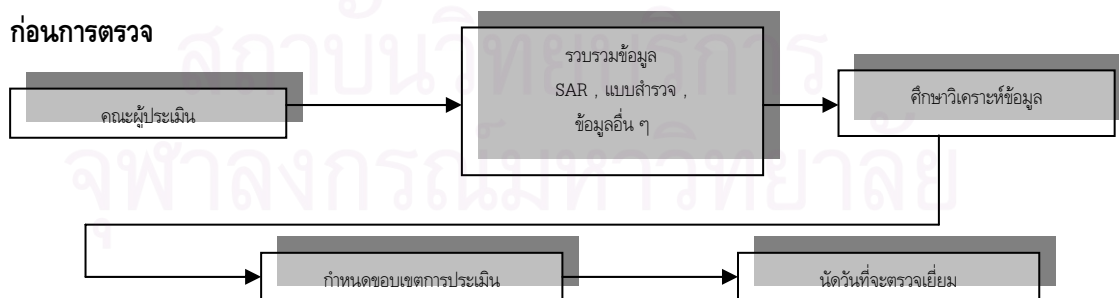 ก่อนการตรวจ
คณะผู้ประเมิน
รวบรวมข้อมูล
SAR , แบบสำรวจ ,
ข้อมูลอื่น ๆ
ศึกษาวิเคราะห์ข้อมูล
กำหนดขอบเขตการประเมิน
นัดวันที่จะตรวจเยี่ยม
สถาบันวิทยบริการ
จุฬาลงกรณ์มหาวิทยาลัย